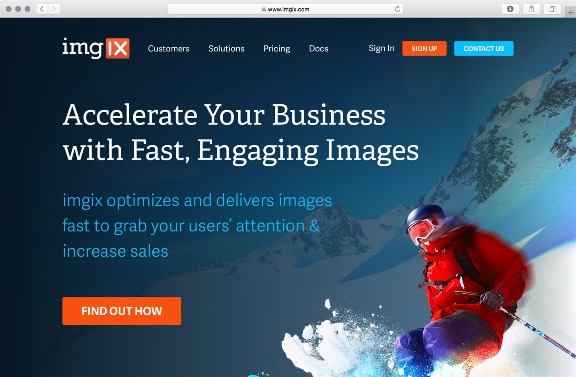 www.imgix.com
imgix
Customers Solutions Pricing Docs Sign In SIGN UP CONTACT US
Accelerate Your Business
with Fast, Engaging Images
imgix optimizes and delivers images
fast to grab your users’ attention &
increase sales
FIND OUT HOW